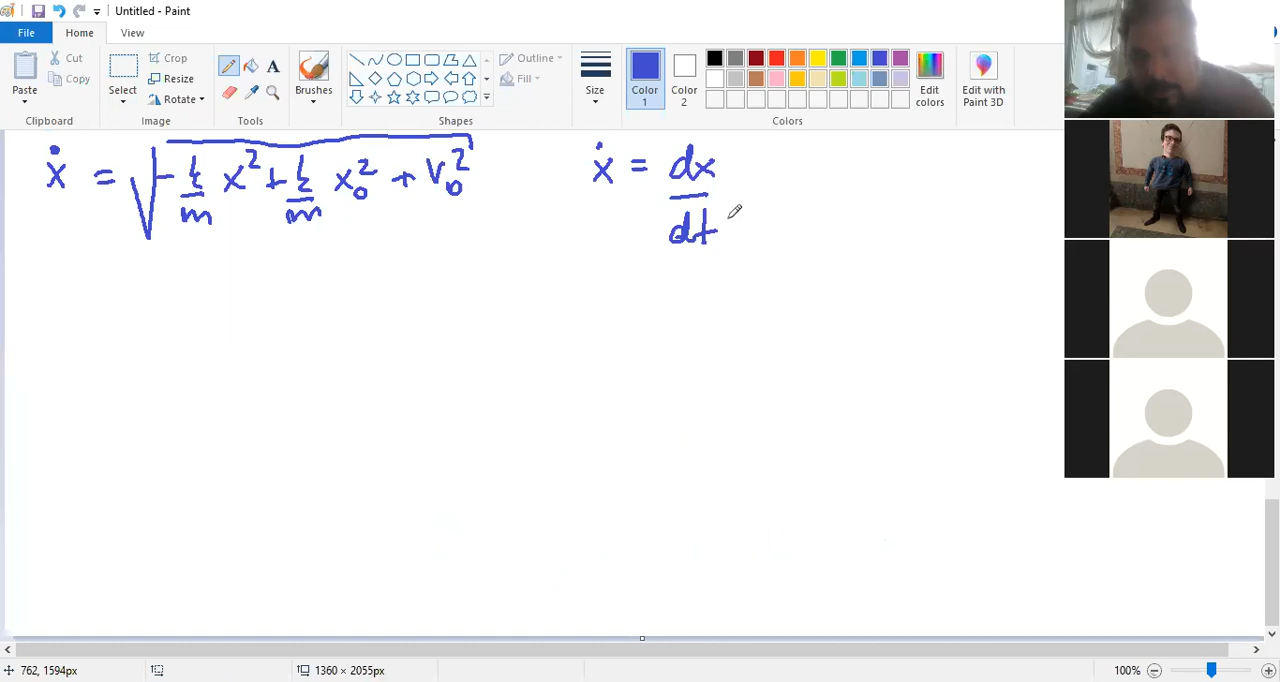 Untitled - Paint
File
Home
View
Paste
Cut
Copy
Clipboard
Select
Crop
Resize
Rotate
Image
A
Tools
Brushes
Shapes
Outline
Fill
Size
Color 1
Color 2
Edit colors
Edit with Paint 3D
Colors
ẋ = √(-k/m x² + k/m x₀² + v₀²)
ẋ = dx/dt
762, 1594px
1360 × 2055px
100%